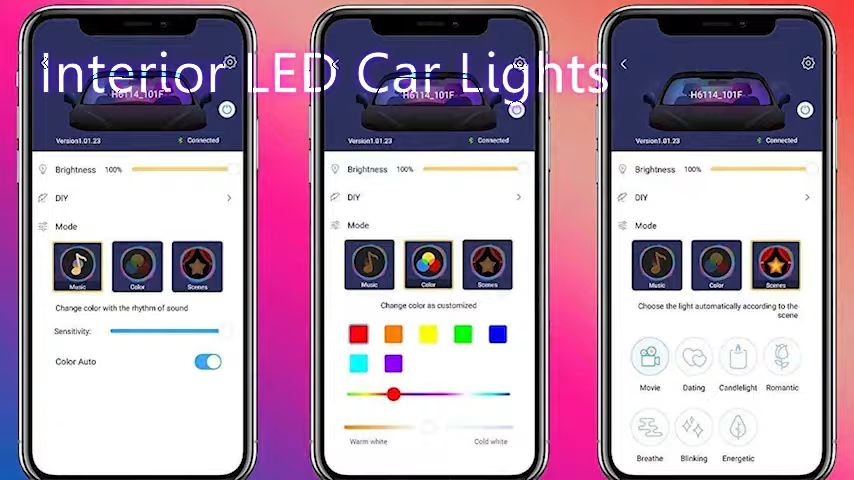 Interior LED Car Lights
H6114_101F
Version1.01.23
Connected
Brightness 100%
DIY
Mode
Music
Color
Scenes
Change color with the rhythm of sound
Sensitivity:
Color Auto
H6114_101F
Version1.01.23
Connected
Brightness 100%
DIY
Mode
Music
Color
Scenes
Change color as customized
Warm white
Cold white
H6114_101F
Version1.01.23
Connected
Brightness 100%
DIY
Mode
Music
Color
Scenes
Choose the light automatically according to the
scene
Movie
Dating
Candlelight
Romantic
Breathe
Blinking
Energetic